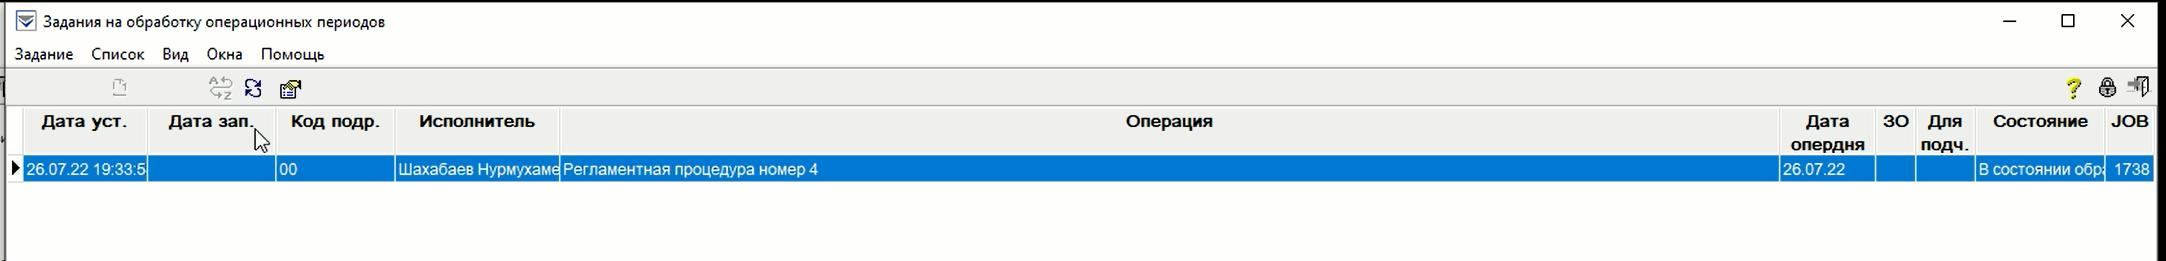 Задания на обработку операционных периодов
Задание Список Вид Окна Помощь
Дата уст. Дата зап. Код подр. Исполнитель Операция Дата опердня ЗО Для подч. Состояние JOB
26.07.22 19:33:5 00 Шахабаев Нурмухаме Регламентная процедура номер 4 26.07.22 В состоянии обра 1738